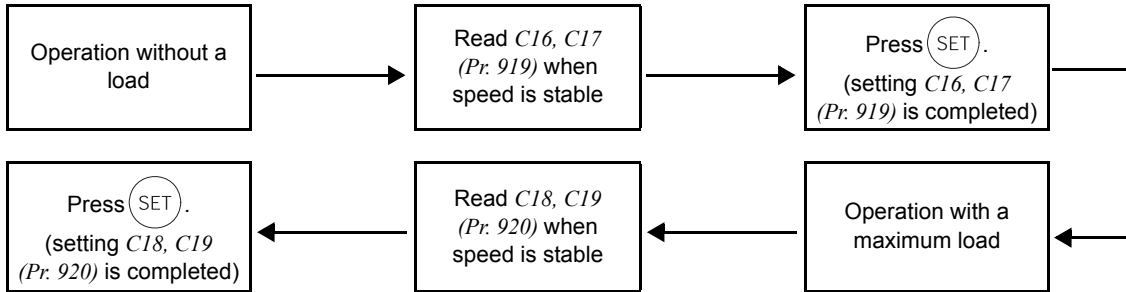 Operation without a
load
Read C16, C17
(Pr. 919) when
speed is stable
Press SET.
(setting C16, C17
(Pr. 919) is completed)
Operation with a
maximum load
Read C18, C19
(Pr. 920) when
speed is stable
Press SET.
(setting C18, C19
(Pr. 920) is completed)